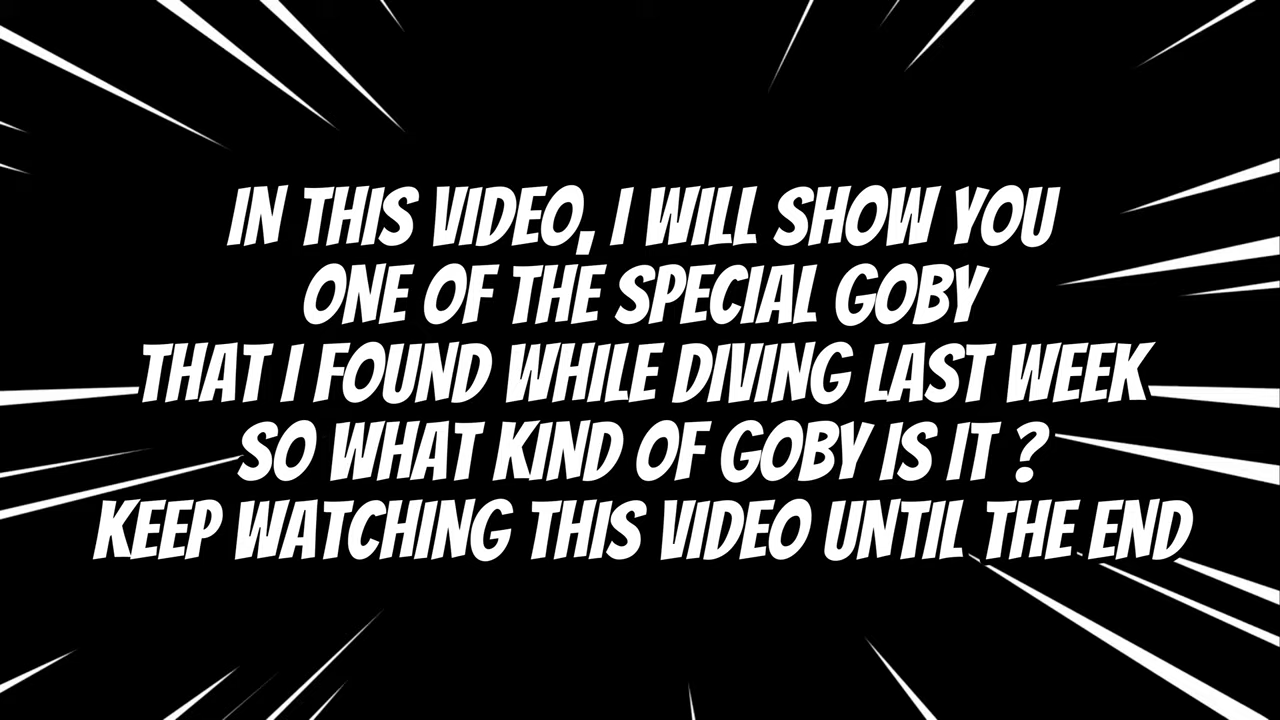 IN THIS VIDEO, I WILL SHOW YOU
ONE OF THE SPECIAL GOBY
THAT I FOUND WHILE DIVING LAST WEEK
SO WHAT KIND OF GOBY IS IT ?
KEEP WATCHING THIS VIDEO UNTIL THE END